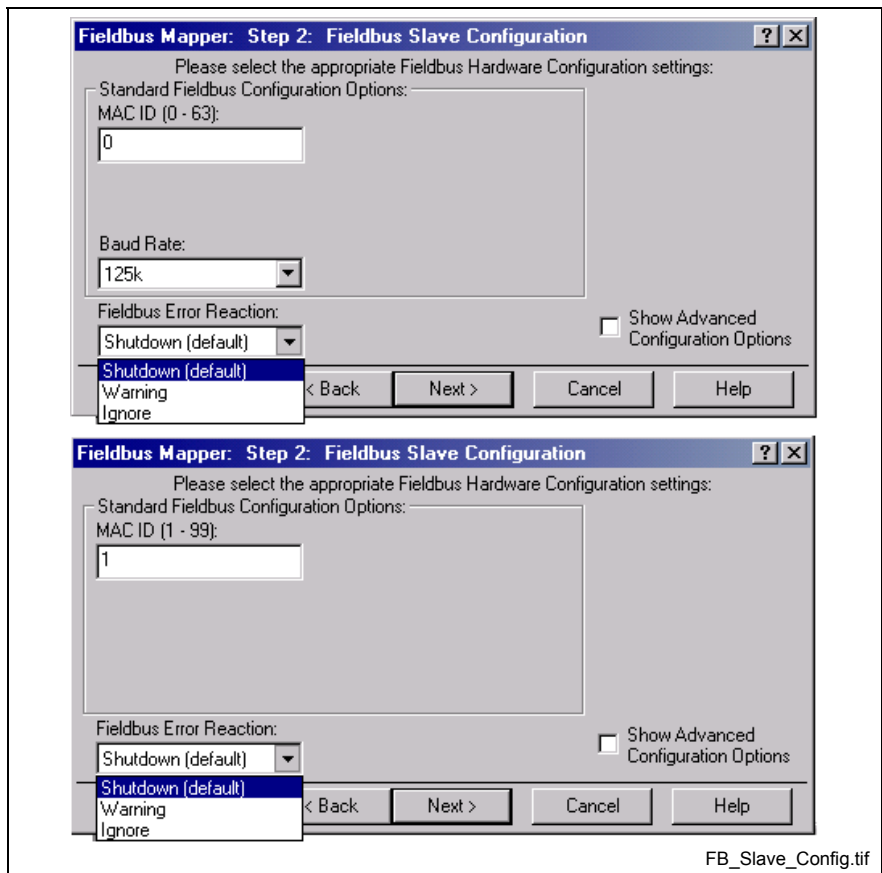 Fieldbus Mapper: Step 2: Fieldbus Slave Configuration
Please select the appropriate Fieldbus Hardware Configuration settings:
Standard Fieldbus Configuration Options:
MAC ID (0 - 63):
0
Baud Rate:
125k
Fieldbus Error Reaction:
Shutdown (default)
Show Advanced
Configuration Options
Shutdown (default)
Warning
Ignore
< Back
Next >
Cancel
Help
Fieldbus Mapper: Step 2: Fieldbus Slave Configuration
Please select the appropriate Fieldbus Hardware Configuration settings:
Standard Fieldbus Configuration Options:
MAC ID (1 - 99):
1
Fieldbus Error Reaction:
Shutdown (default)
Show Advanced
Configuration Options
Shutdown (default)
Warning
Ignore
< Back
Next >
Cancel
Help
FB_Slave_Config.tif